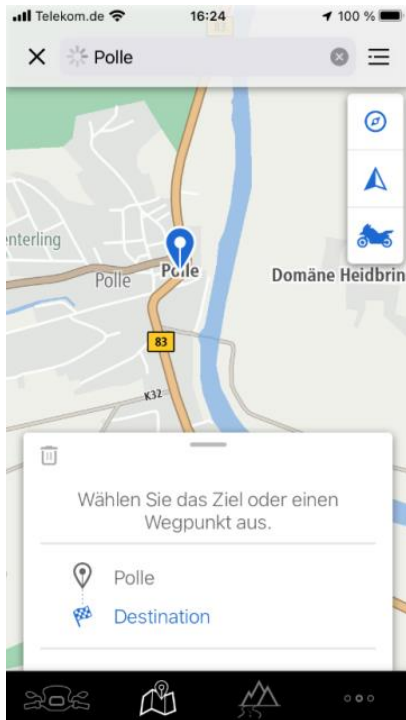 Telekom.de 16:24 100 %
Polle
enterling
Polle
Polle
Domäne Heidbrin
83
K32
Wählen Sie das Ziel oder einen
Wegpunkt aus.
Polle
Destination